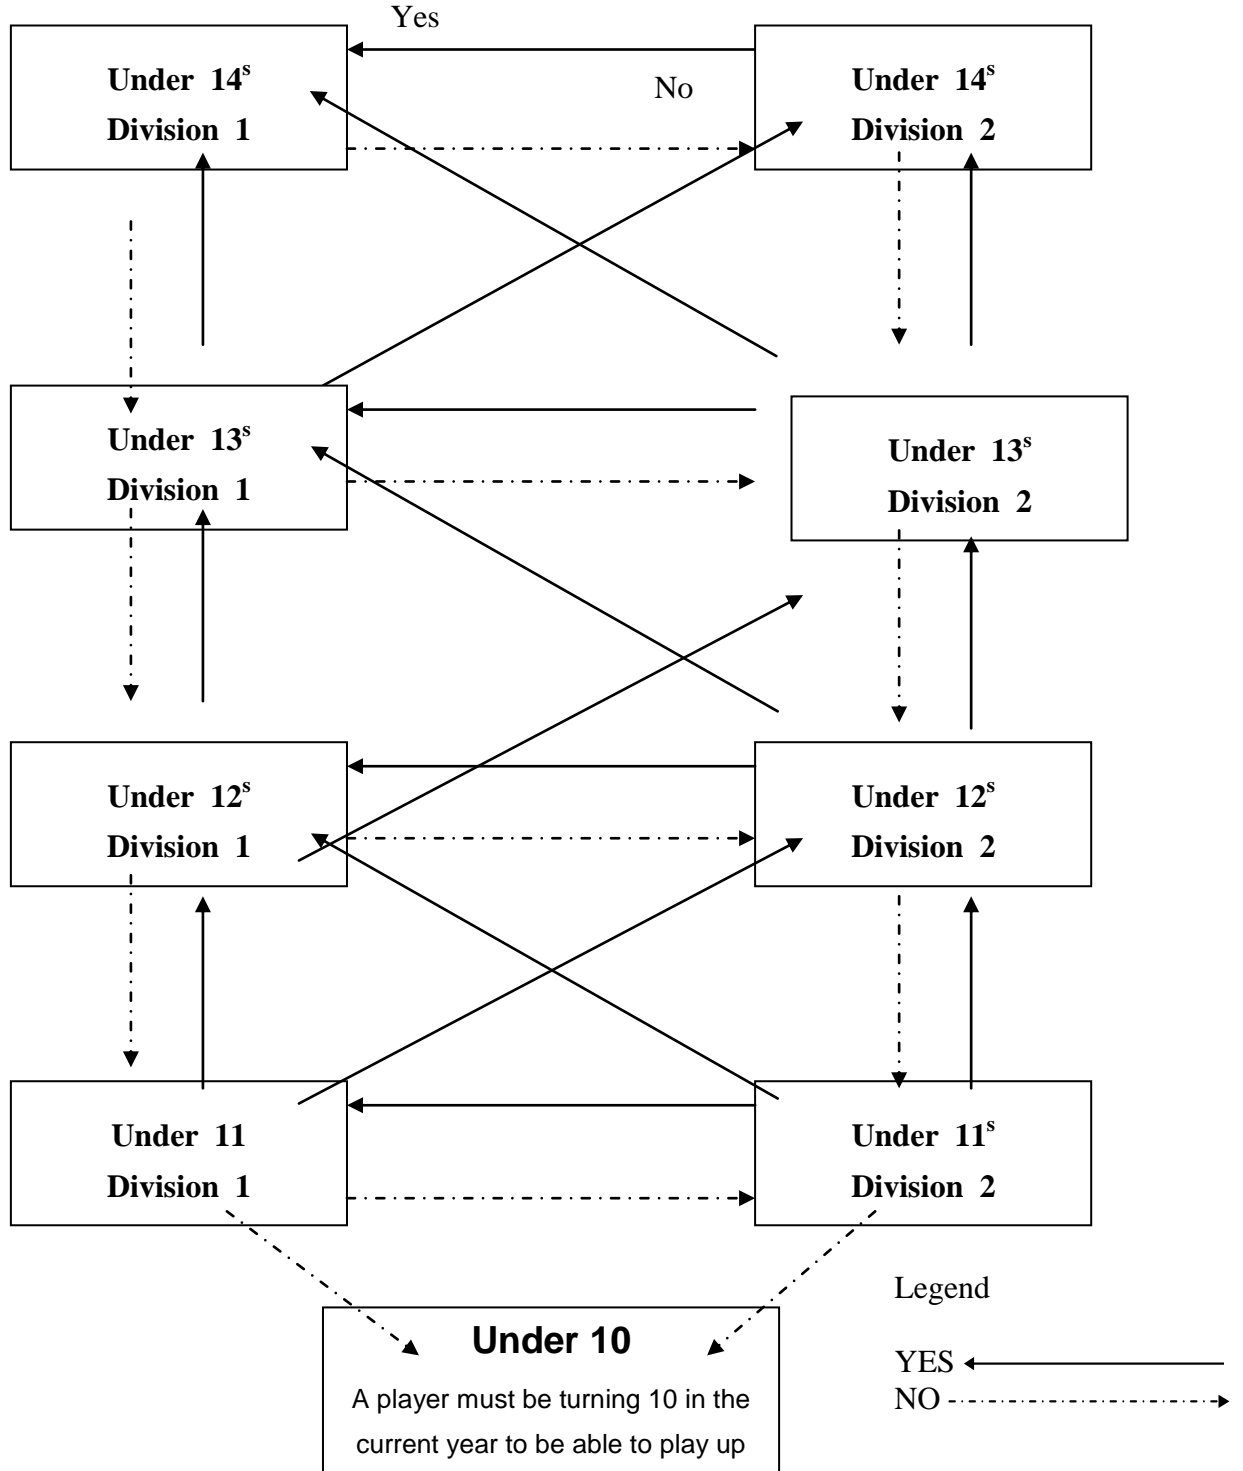 Yes
Under 14s
Division 1
No
Under 14s
Division 2
Under 13s
Division 1
Under 13s
Division 2
Under 12s
Division 1
Under 12s
Division 2
Under 11
Division 1
Under 11s
Division 2
Legend
YES
NO
Under 10
A player must be turning 10 in the
current year to be able to play up